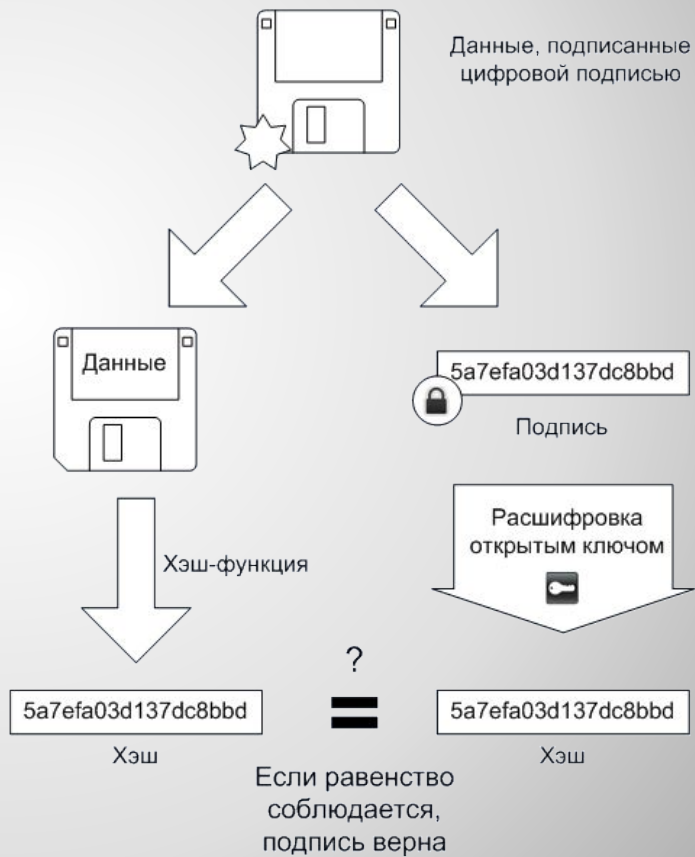 Данные, подписанные
цифровой подписью
Данные
5a7efa03d137dc8bbd
Подпись
Расшифровка
открытым ключом
Хэш-функция
?
5a7efa03d137dc8bbd
=
5a7efa03d137dc8bbd
Хэш
Хэш
Если равенство
соблюдается,
подпись верна